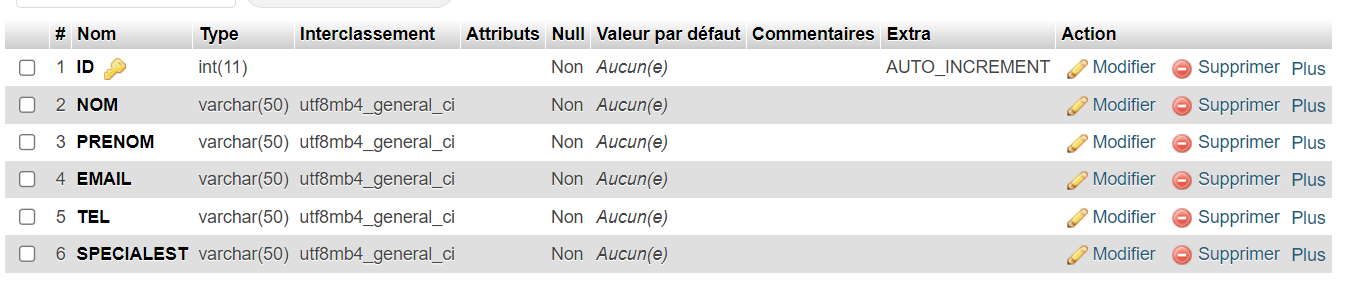 # Nom Type Interclassement Attributs Null Valeur par défaut Commentaires Extra Action
1 ID int(11) Non Aucun(e) AUTO_INCREMENT Modifier Supprimer Plus
2 NOM varchar(50) utf8mb4_general_ci Non Aucun(e) Modifier Supprimer Plus
3 PRENOM varchar(50) utf8mb4_general_ci Non Aucun(e) Modifier Supprimer Plus
4 EMAIL varchar(50) utf8mb4_general_ci Non Aucun(e) Modifier Supprimer Plus
5 TEL varchar(50) utf8mb4_general_ci Non Aucun(e) Modifier Supprimer Plus
6 SPECIALEST varchar(50) utf8mb4_general_ci Non Aucun(e) Modifier Supprimer Plus